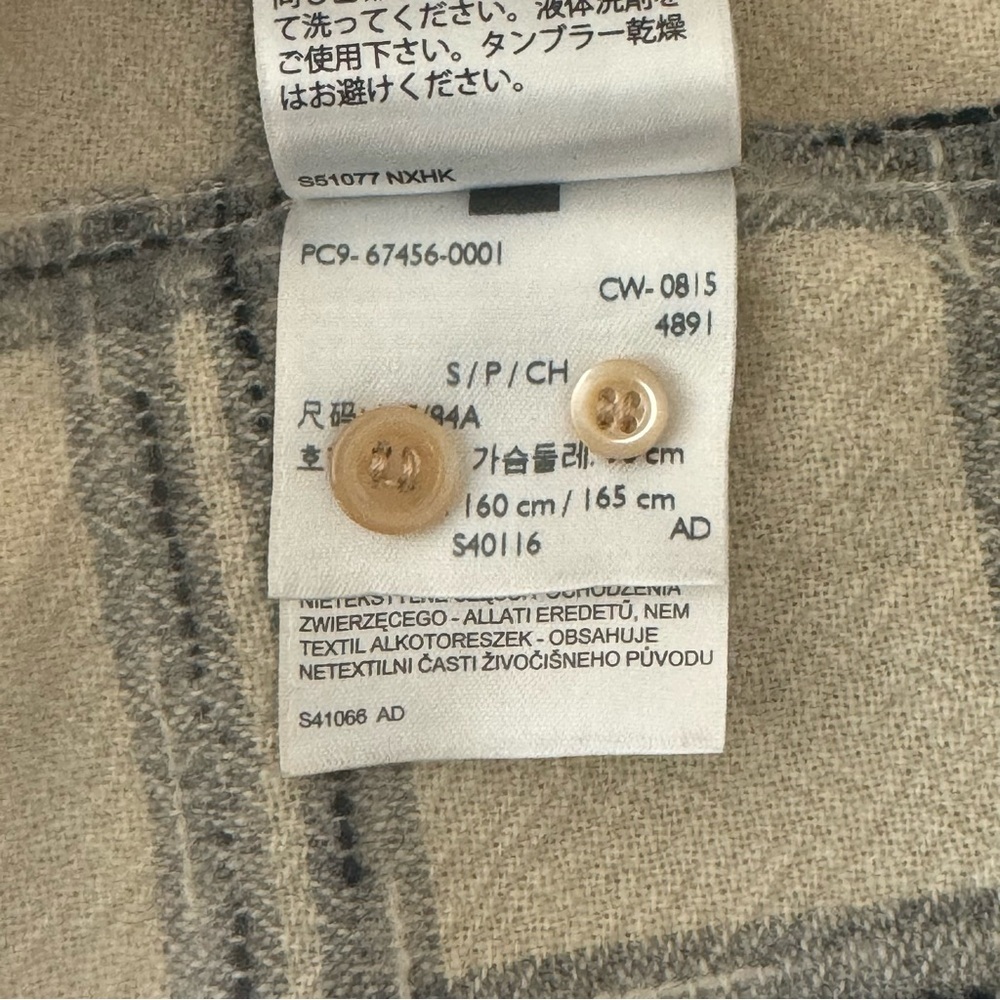 て洗ってください。液体洗剤を
ご使用下さい。タンブラー乾燥
はお避けください。
S51077 NXHK
PC9-67456-0001
CW-0815
4891
S / P / CH
尺码 /84A
호 가슴둘레: cm
160 cm / 165 cm
AD
S40116
ZWIERZĘCEGO - ALLATI EREDETŰ, NEM
TEXTIL ALKOTORESZEK - OBSAHUJE
NETEXTILNI ČASTI ŽIVOČIŠNEHO PŮVODU
S41066 AD